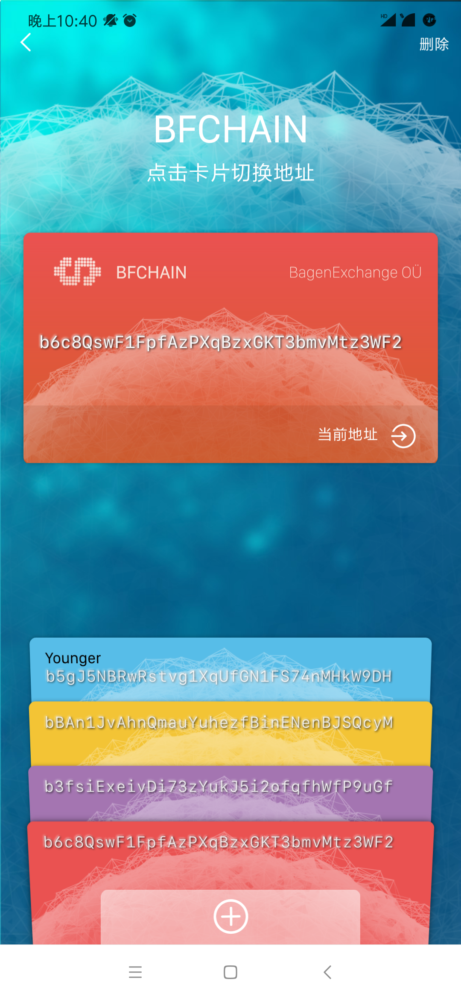 晚上10:40
HD
删除
BFCHAIN
点击卡片切换地址
BFCHAIN
BagenExchange OÜ
b6c8QswF1FpfAzPXqBzxGKT3bmvMtz3WF2
当前地址
Younger
b5gJ5NBRwRstvg1XqUfGN1FS74nMHkW9DH
bBAn1JvAhnQmauYuhezfBinENenBJSQcyM
b3fsiExeivDi73zYukJ5i2ofqfhWfP9uGf
b6c8QswF1FpfAzPXqBzxGKT3bmvMtz3WF2